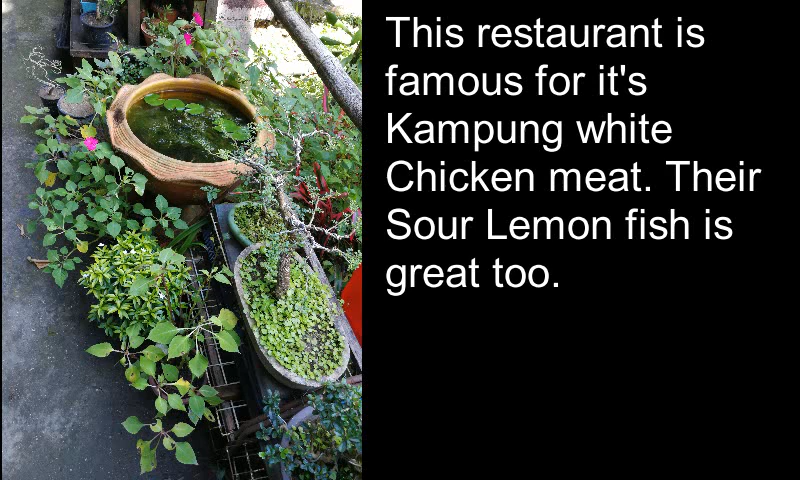 This restaurant is
famous for it's
Kampung white
Chicken meat. Their
Sour Lemon fish is
great too.